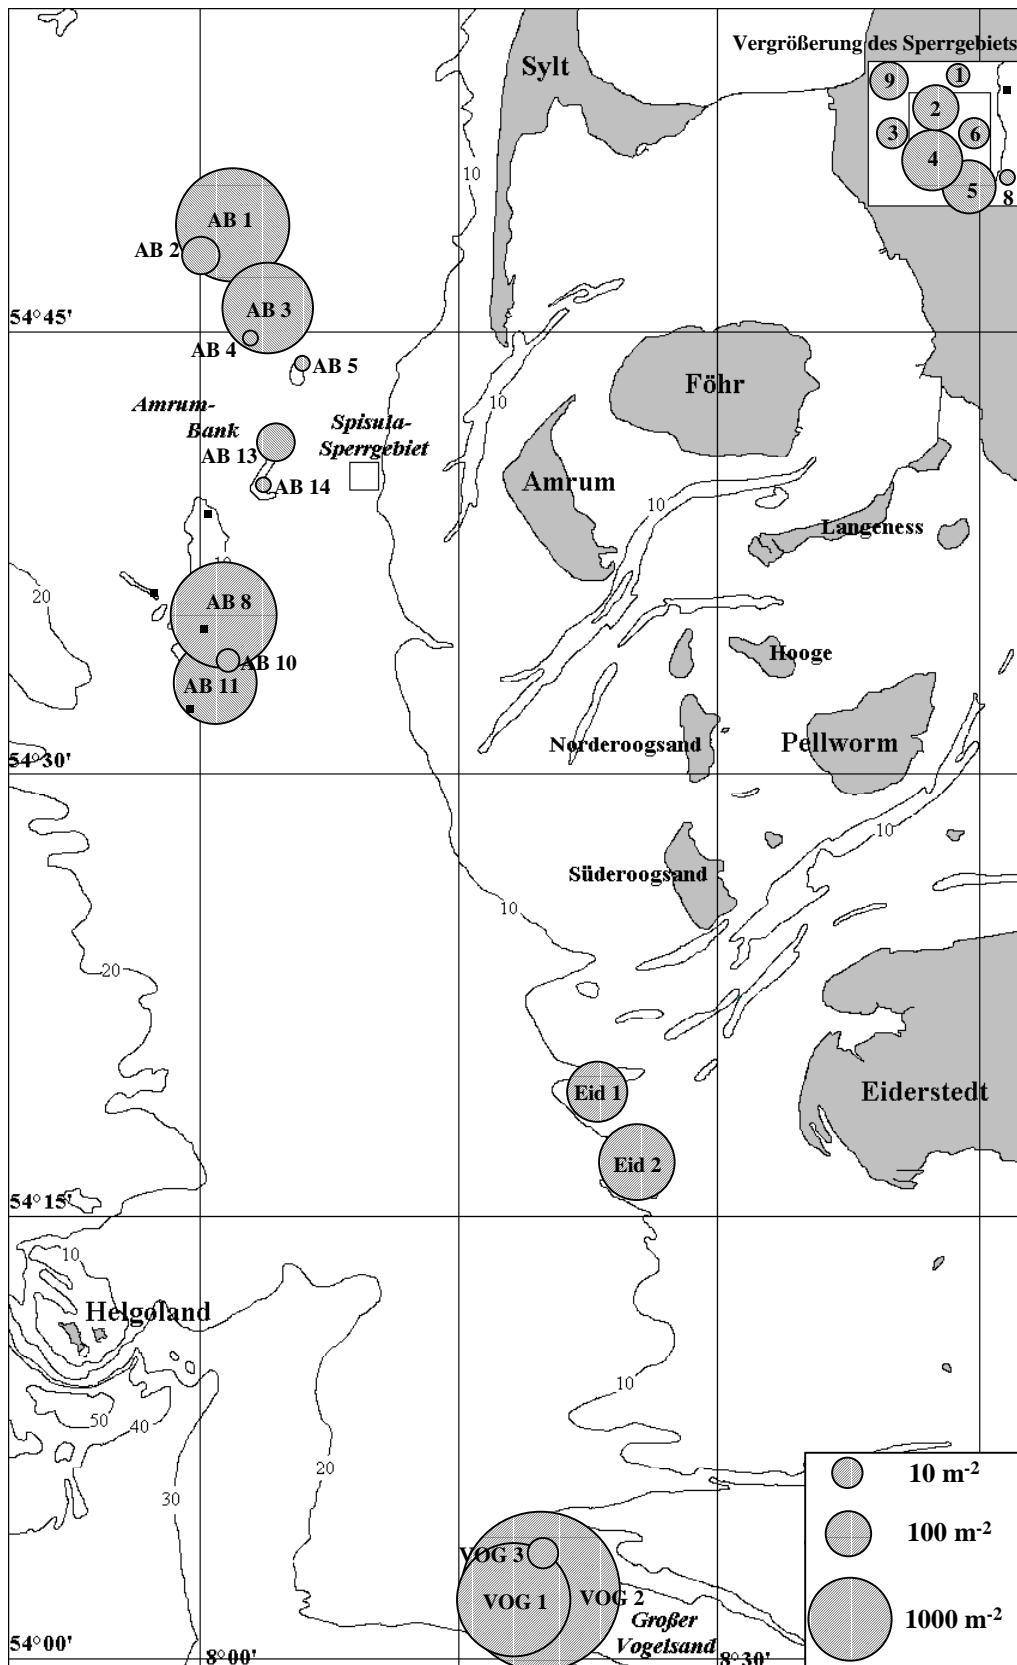 Vergrößerung des Sperrgebiets
Sylt
9
1
2
3
6
4
5
8
10
AB 1
AB 2
AB 3
54°45'
AB 4
AB 5
10
Föhr
Amrum-
Bank
Spisula-
Sperrgebiet
AB 13
AB 14
Amrum
10
Langeness
10
20
AB 8
10
AB 10
AB 11
Hooge
Norderoogsand
Pellworm
54°30'
10
Süderoogsand
10
20
Eid 1
Eiderstedt
Eid 2
54°15'
10
Helgoland
10
50
40
20
30
10 m-2
100 m-2
1000 m-2
VOG 3
VOG 1
VOG 2
Großer
Vogelsand
54°00'
8°00'
8°30'